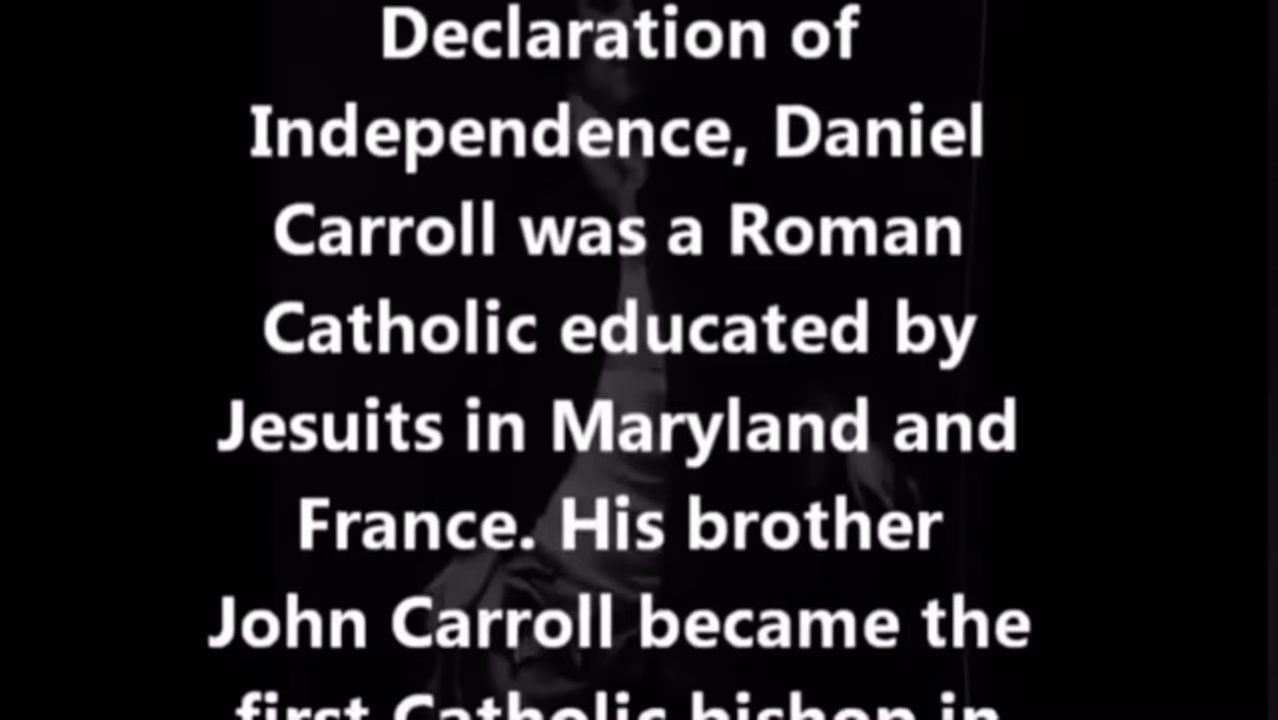 Declaration of
Independence, Daniel
Carroll was a Roman
Catholic educated by
Jesuits in Maryland and
France. His brother
John Carroll became the
first Catholic bishop in